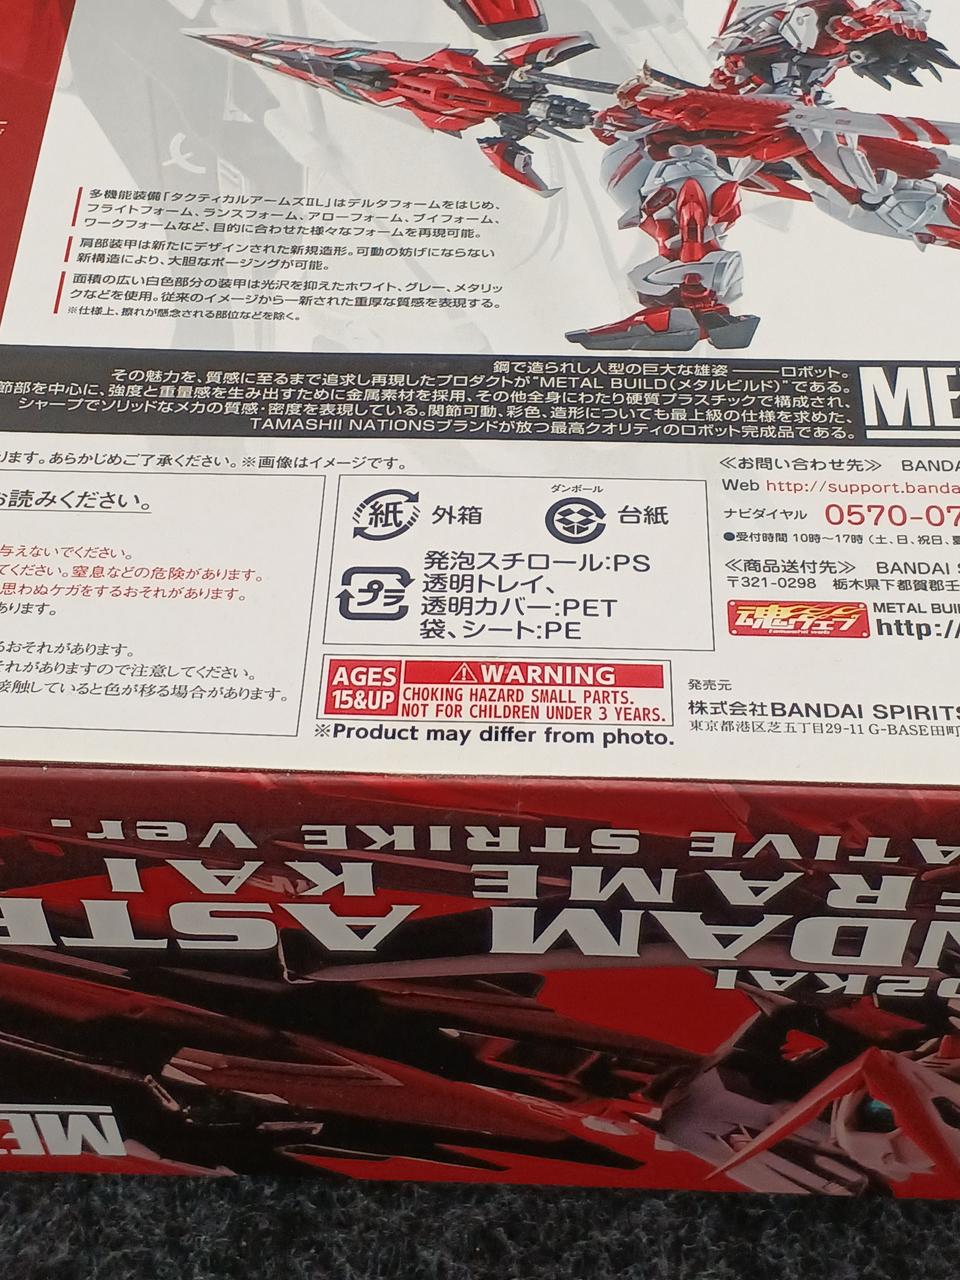 多機能装備「タクティカルアームズⅡL」はデルタフォームをはじめ、
フライトフォーム、ランスフォーム、アローフォーム、ブイフォーム、
ワークフォームなど、目的に合わせた様々なフォームを再現可能。
肩部装甲は新たにデザインされた新規造形。可動の妨げにならない
新構造により、大胆なポージングが可能。
面積の広い白色部分の装甲は光沢を抑えたホワイト、グレー、メタリッ
クなどを使用。従来のイメージから一新された重厚な質感を表現する。
※仕様上、擦れが懸念される部位などを除く。
鋼で造られし人型の巨大な雄姿 ――― ロボット。
その魅力を、質感に至るまで追求し再現したプロダクトが"METAL BUILD(メタルビルド)"である。
節部を中心に、強度と重量感を生み出すために金属素材を採用、その他全身にわたり硬質プラスチックで構成され、
シャープでソリッドなメカの質感・密度を表現している。関節可動、彩色、造形についても最上級の仕様を求めた、
TAMASHII NATIONSブランドが放つ最高クオリティのロボット完成品である。
ME
ります。あらかじめご了承ください。※画像はイメージです。
お読みください。
与えないでください。
てください。窒息などの危険があります。
思わぬケガをするおそれがあります。
あります。
るおそれがあります。
それがありますので注意してください。
接触していると色が移る場合があります。
紙 外箱
ダンボール
台紙
プラ
発泡スチロール:PS
透明トレイ、
透明カバー:PET
袋、シート:PE
AGES
15&UP
⚠WARNING
CHOKING HAZARD SMALL PARTS.
NOT FOR CHILDREN UNDER 3 YEARS.
※Product may differ from photo.
≪お問い合わせ先≫ BANDA
Web http://support.banda
ナビダイヤル 0570-07
●受付時間 10時～17時(土、日、祝日、夏
≪商品送付先≫ BANDAI S
〒321-0298 栃木県下都賀郡壬
魂ウェブ
Tamashii web
METAL BUI
http:/
発売元
株式会社BANDAI SPIRITS
東京都港区芝五丁目29-11 G-BASE田町
ATIVE STRIKE Ver.
FRAME KAI
NDAM ASTR
02KAI
ME